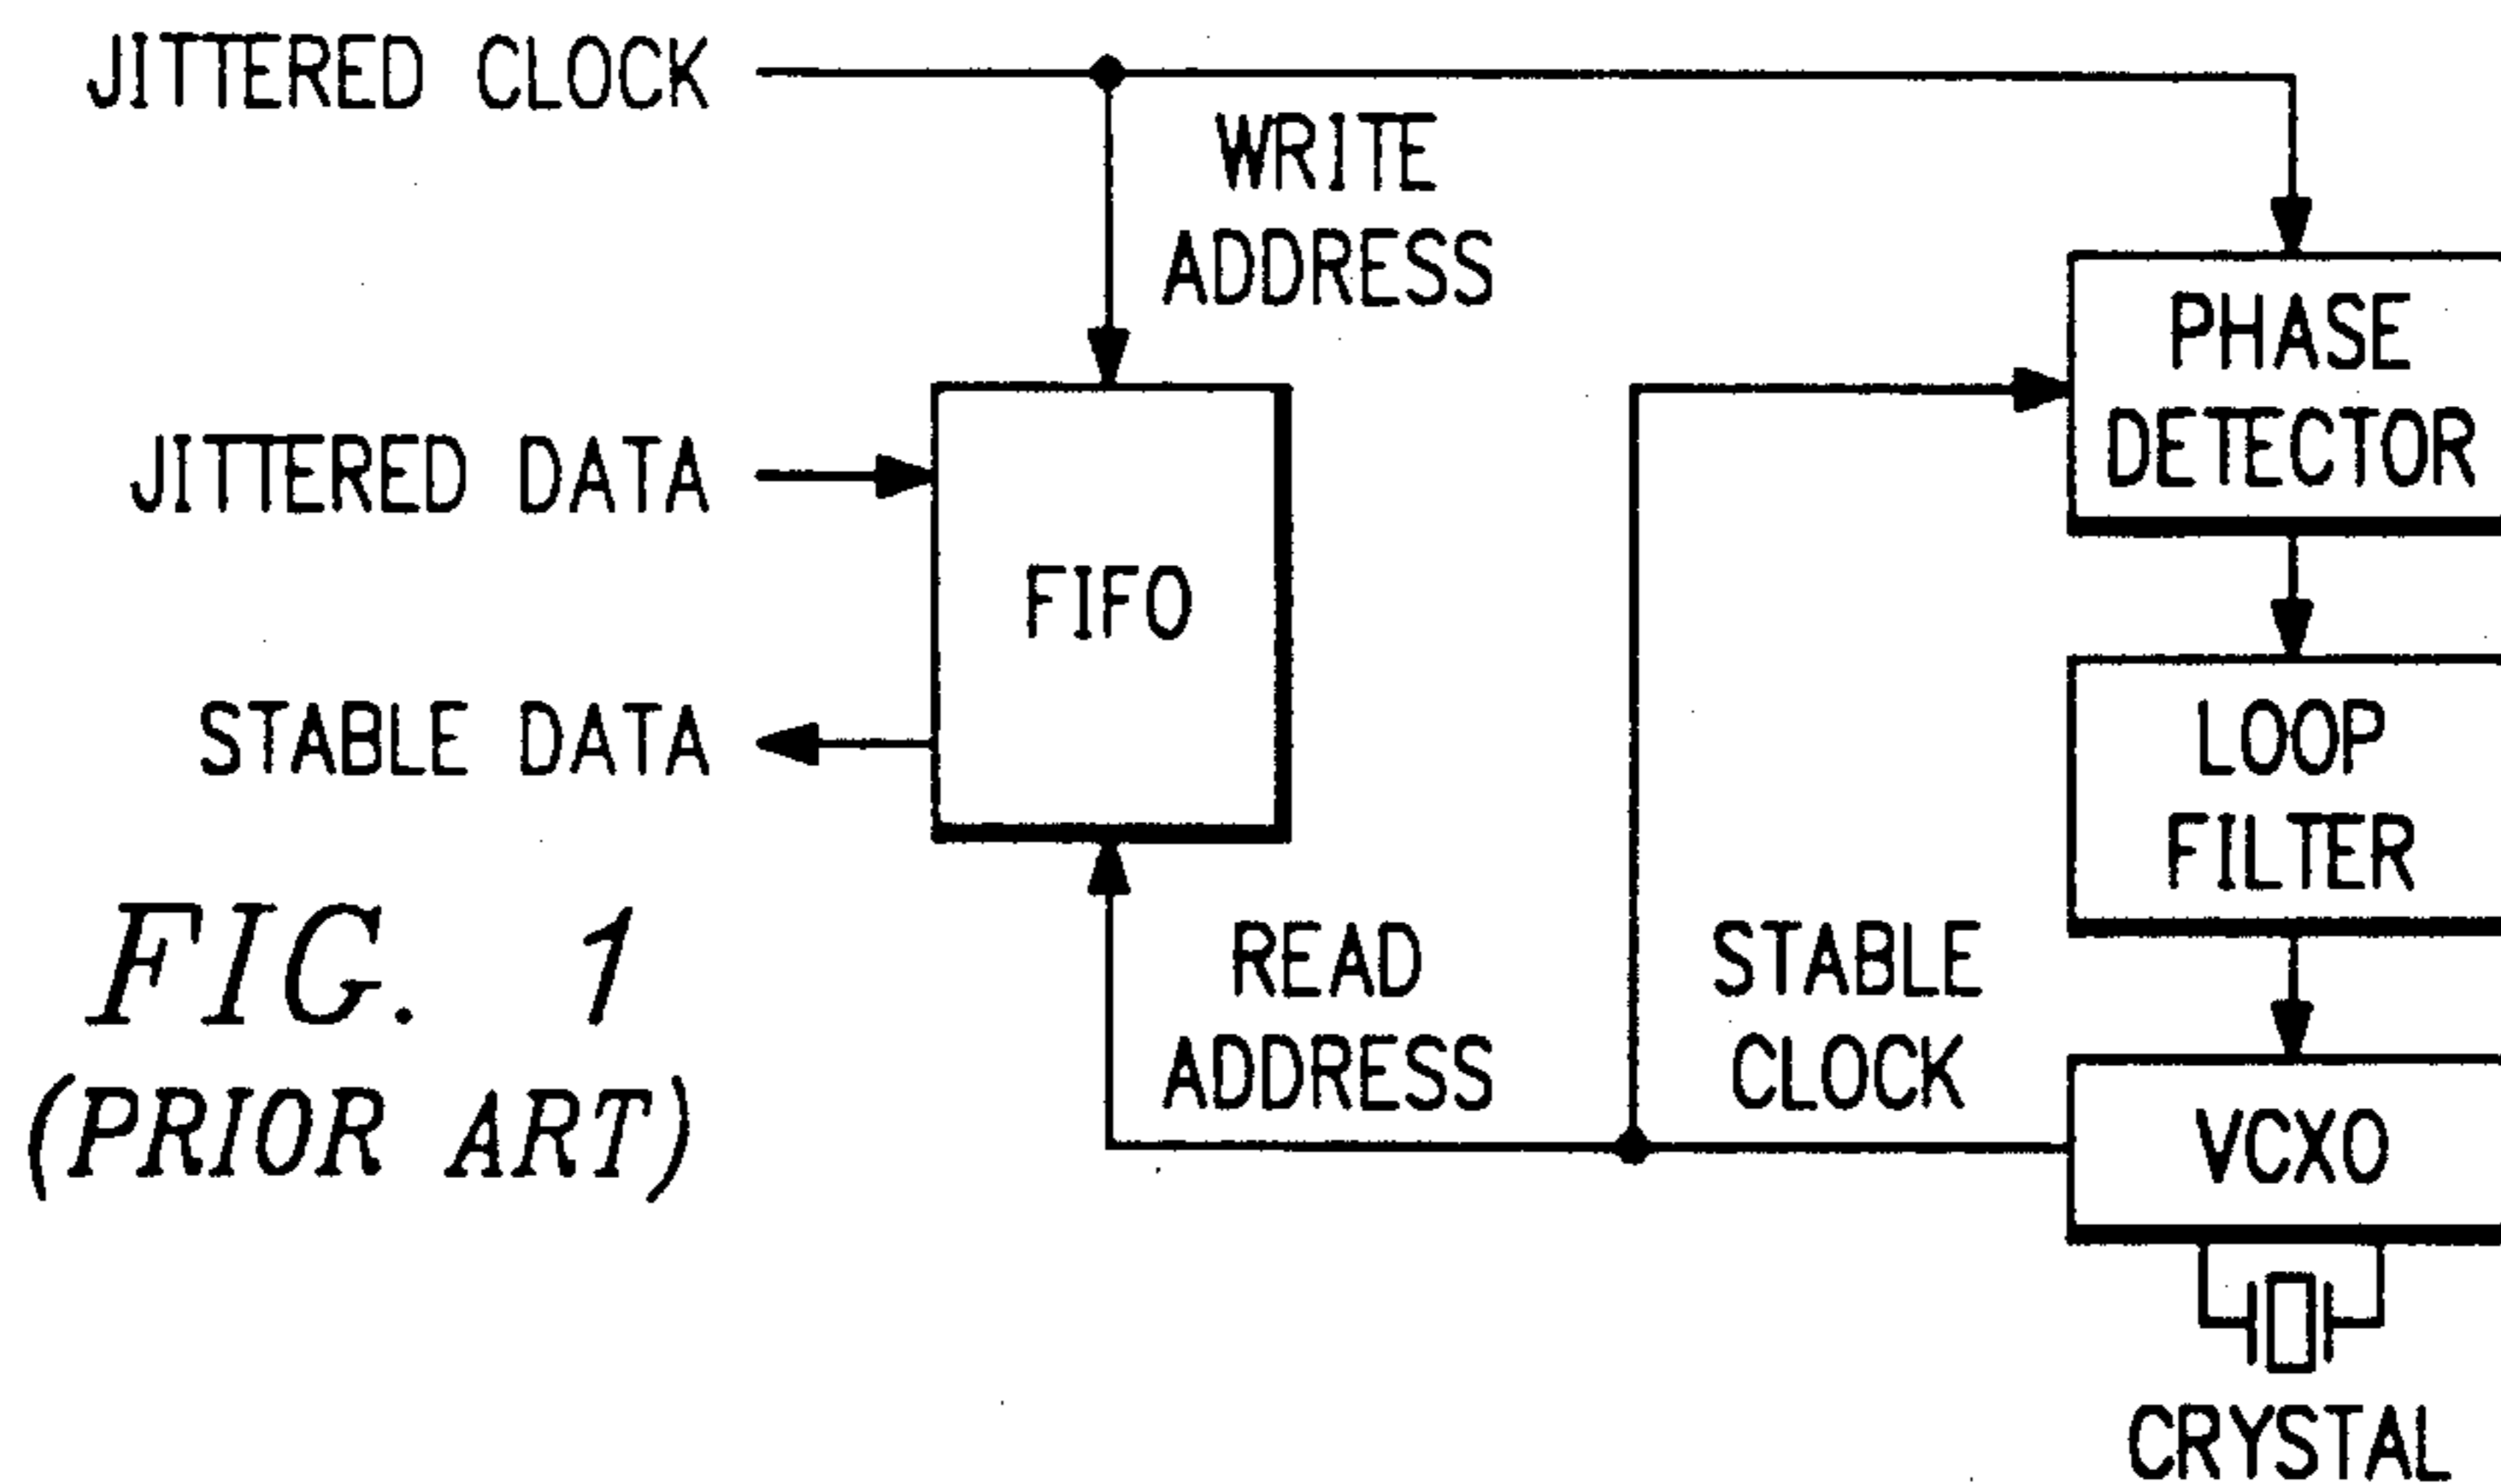 JITTERED CLOCK
WRITE
ADDRESS
PHASE
DETECTOR
JITTERED DATA
FIFO
STABLE DATA
LOOP
FILTER
READ
ADDRESS
STABLE
CLOCK
VCXO
CRYSTAL
FIG. 1
(PRIOR ART)